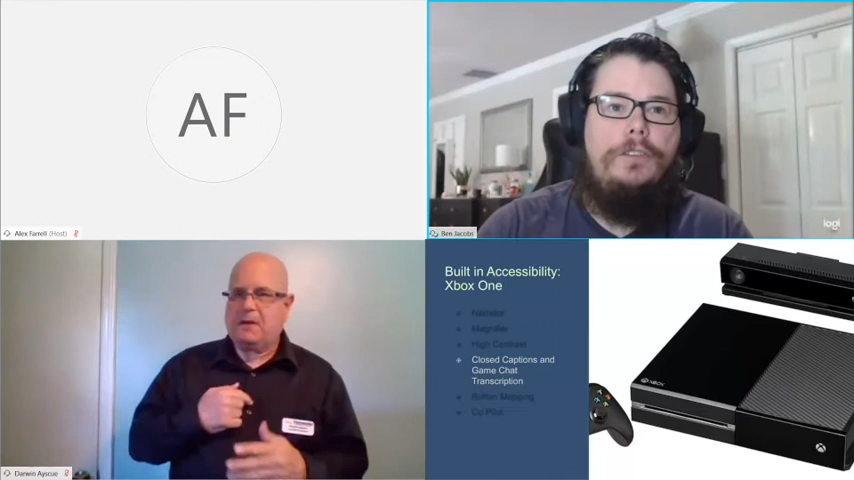 AF
Alex Farrell (Host)
logi
Ben Jacobs
Darwin Ayscue
Built in Accessibility:
Xbox One
Narrator
Magnifier
High Contrast
Closed Captions and
Game Chat
Transcription
Button Mapping
Co-Pilot
XBOX